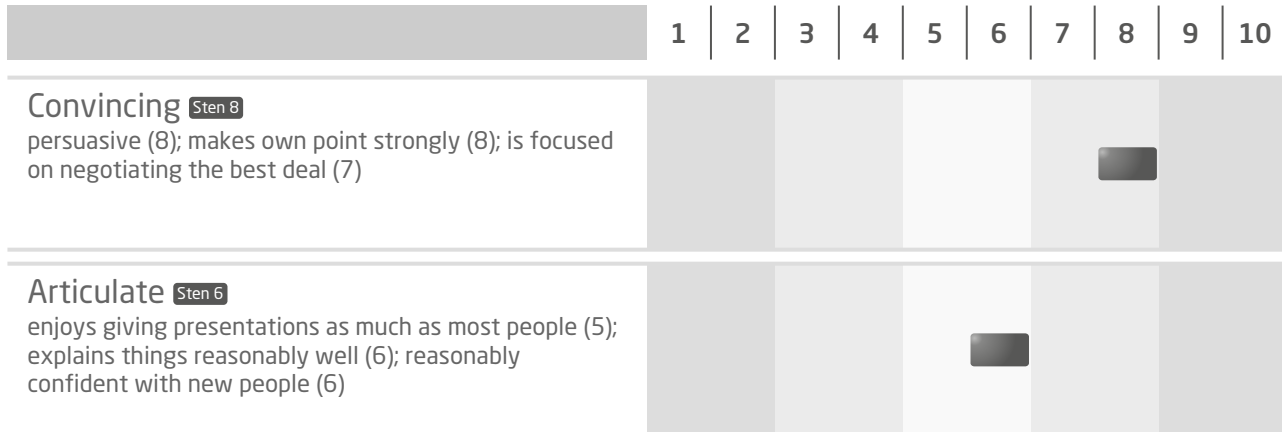 1 2 3 4 5 6 7 8 9 10
Convincing Sten 8
persuasive (8); makes own point strongly (8); is focused
on negotiating the best deal (7)
Articulate Sten 6
enjoys giving presentations as much as most people (5);
explains things reasonably well (6); reasonably
confident with new people (6)